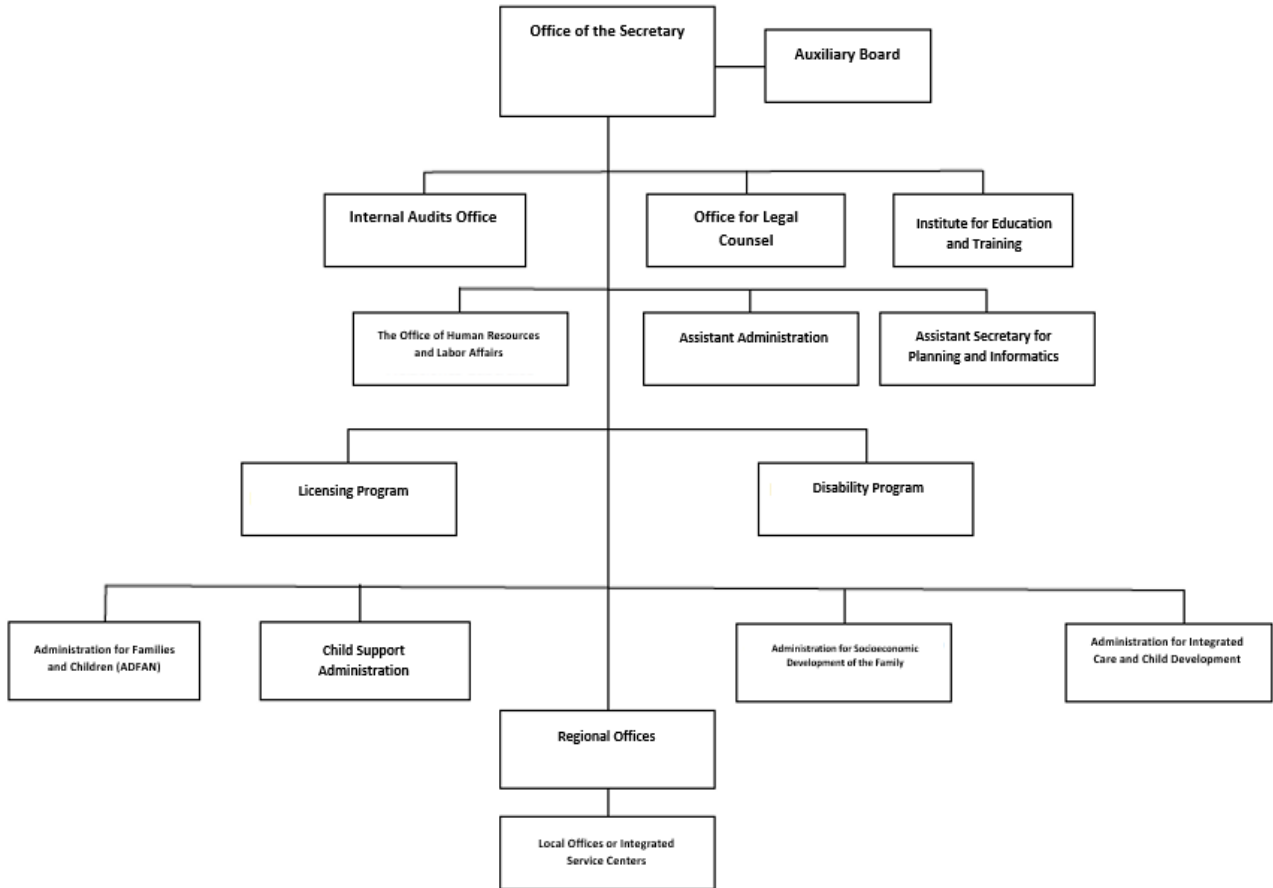 Office of the Secretary
Auxiliary Board
Internal Audits Office
Office for Legal
Counsel
Institute for Education
and Training
The Office of Human Resources
and Labor Affairs
Assistant Administration
Assistant Secretary for
Planning and Informatics
Licensing Program
Disability Program
Administration for Families
and Children (ADFAN)
Child Support
Administration
Administration for Socioeconomic
Development of the Family
Administration for Integrated
Care and Child Development
Regional Offices
Local Offices or Integrated
Service Centers